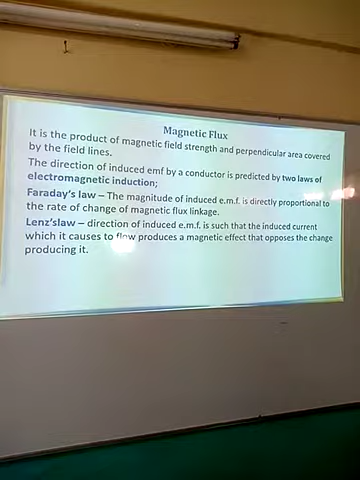 Magnetic Flux
It is the product of magnetic field strength and perpendicular area covered
by the field lines.
The direction of induced emf by a conductor is predicted by two laws of
electromagnetic induction;
Faraday's law – The magnitude of induced e.m.f. is directly proportional to
the rate of change of magnetic flux linkage.
Lenz'slaw – direction of induced e.m.f. is such that the induced current
which it causes to flow produces a magnetic effect that opposes the change
producing it.